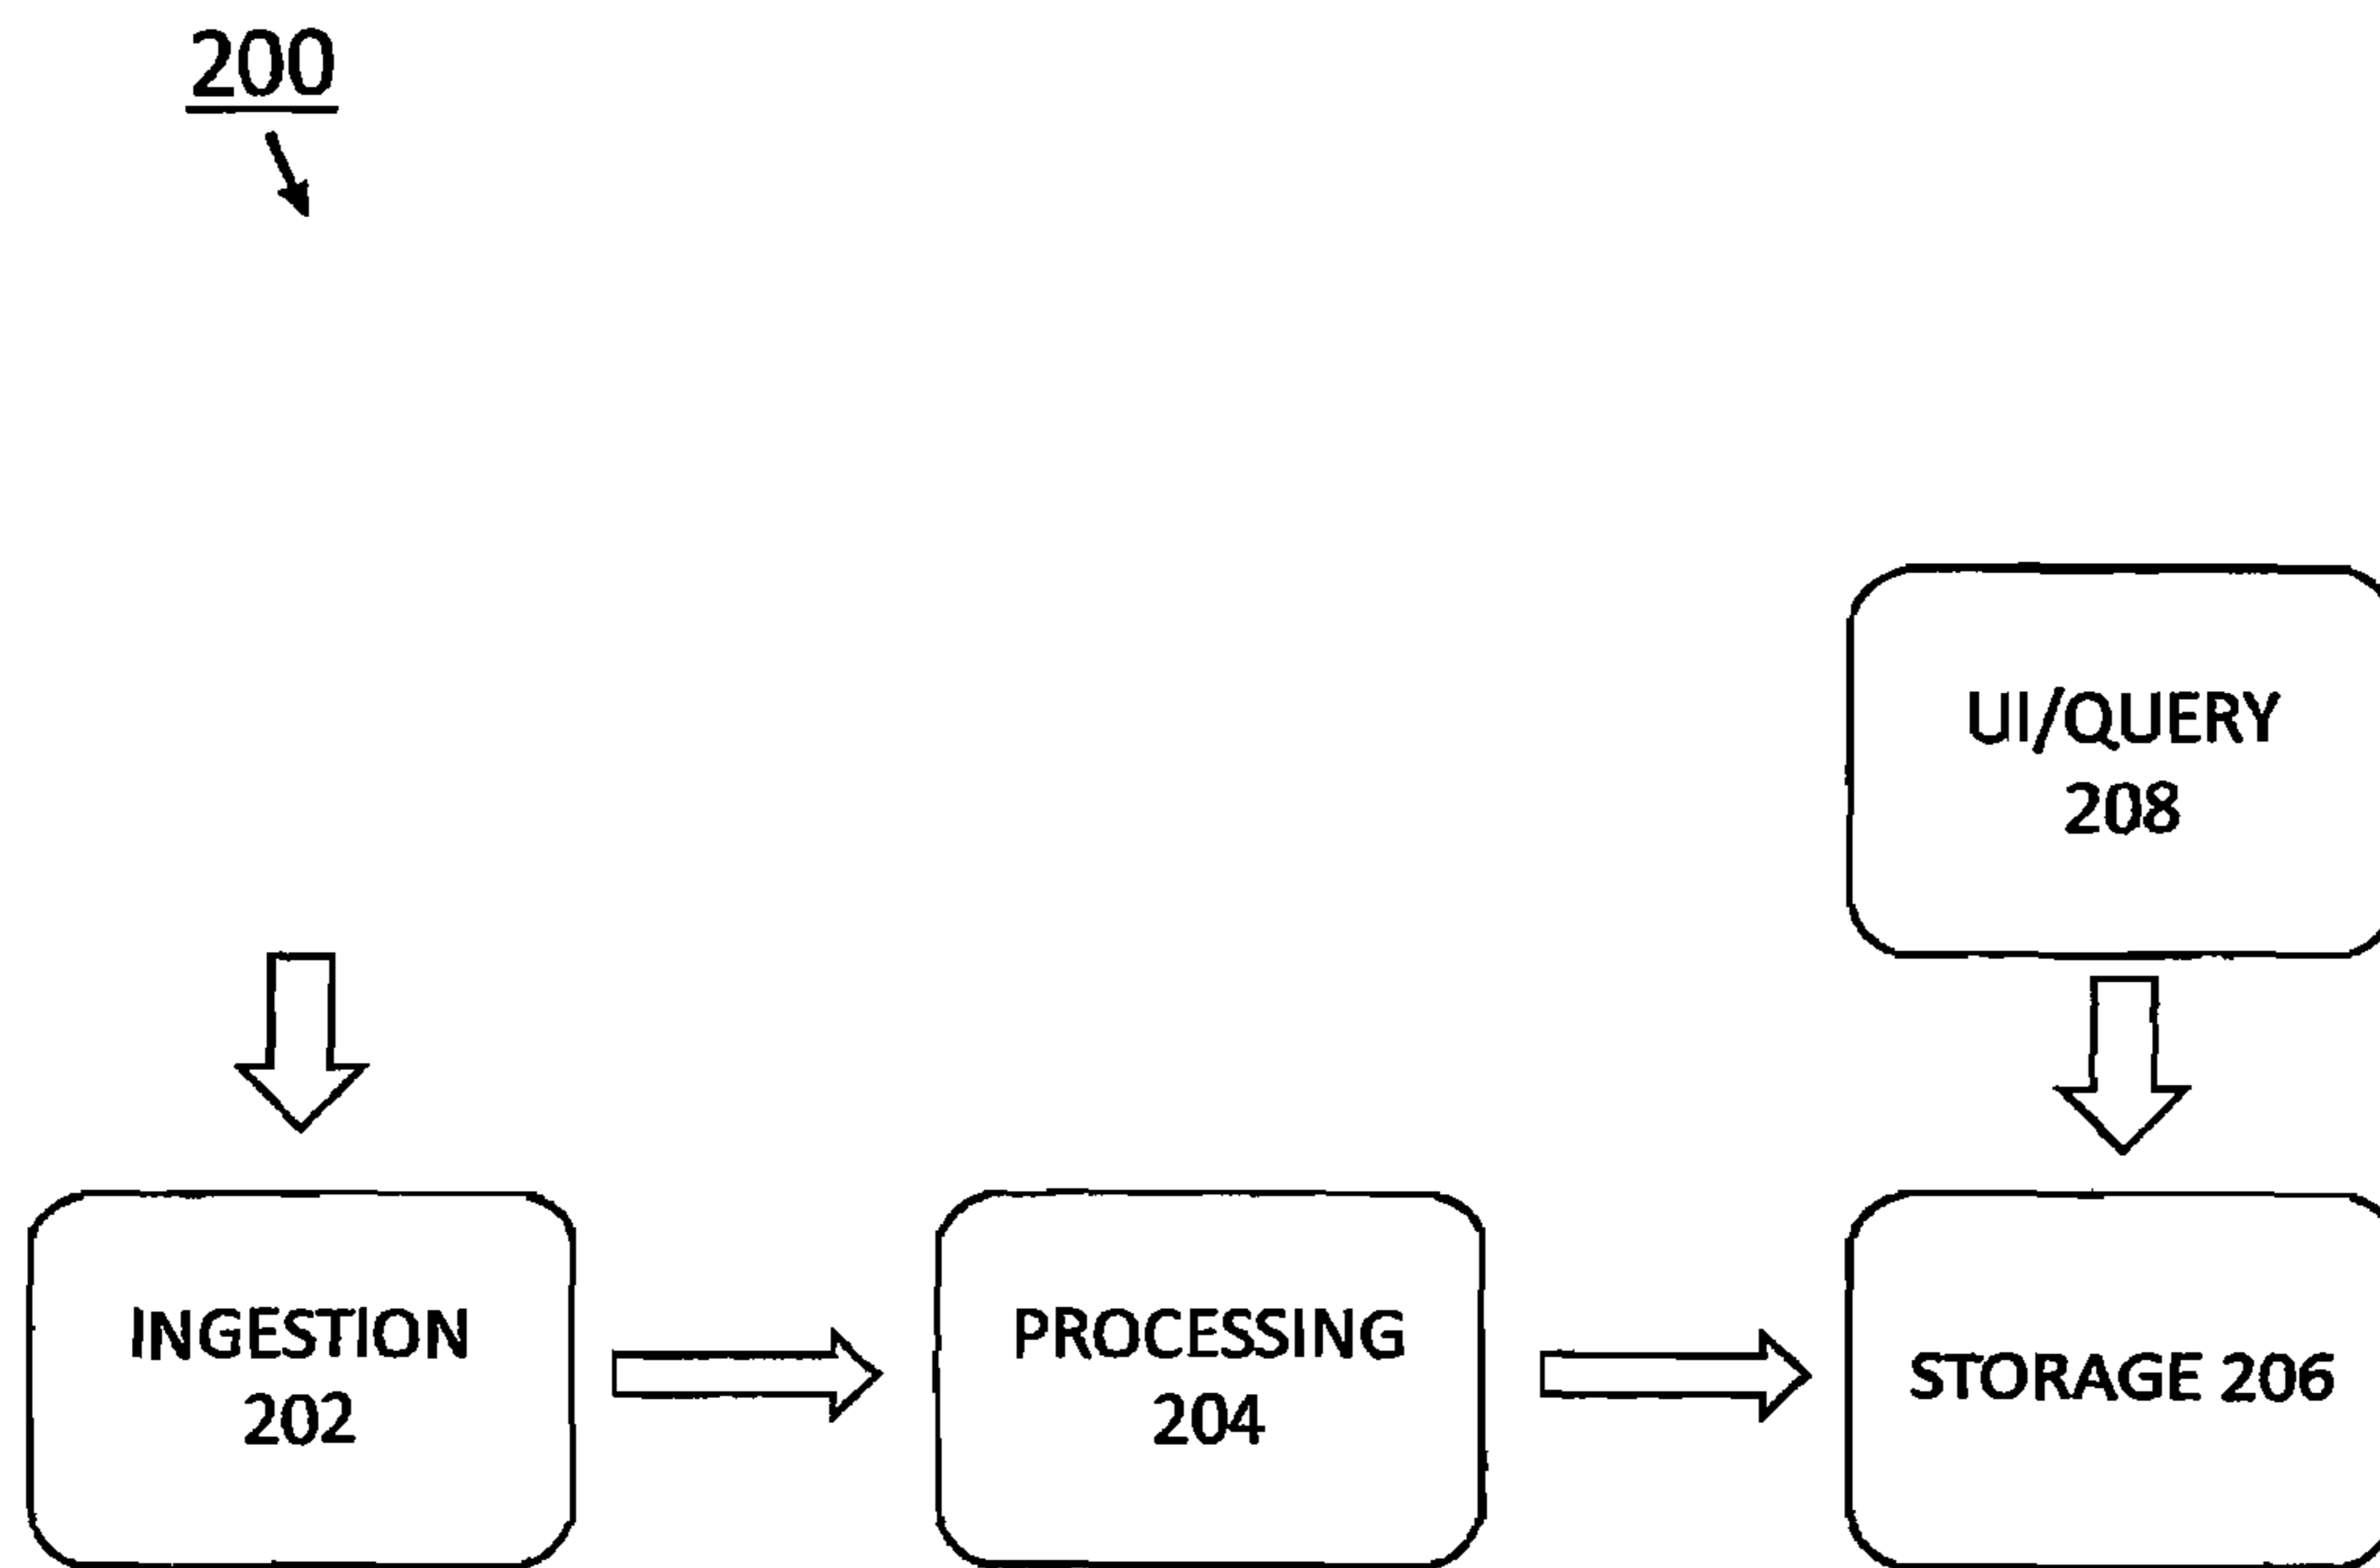 200
UI/QUERY
208
INGESTION
202
PROCESSING
204
STORAGE 206